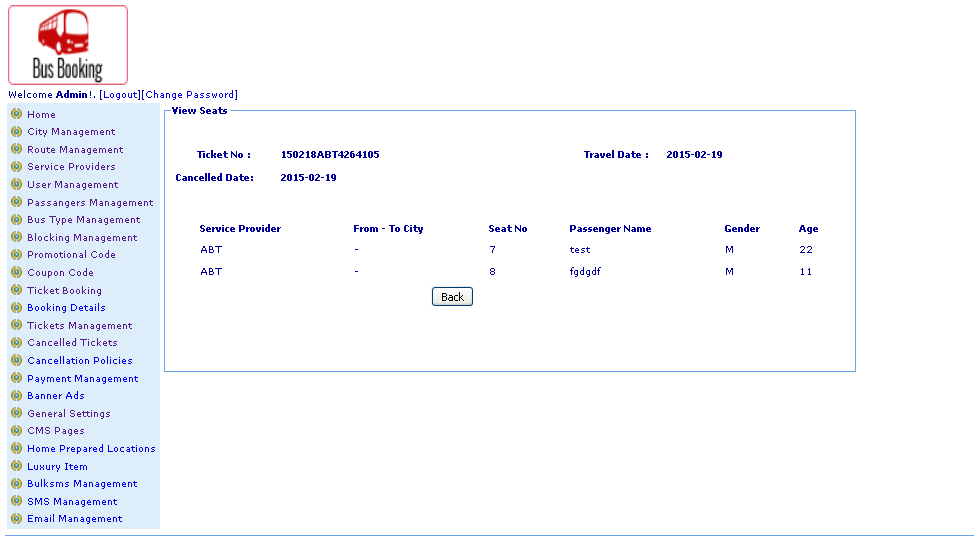 Bus Booking
Welcome Admin!. [Logout][Change Password]
Home
City Management
Route Management
Service Providers
User Management
Passangers Management
Bus Type Management
Blocking Management
Promotional Code
Coupon Code
Ticket Booking
Booking Details
Tickets Management
Cancelled Tickets
Cancellation Policies
Payment Management
Banner Ads
General Settings
CMS Pages
Home Prepared Locations
Luxury Item
Bulksms Management
SMS Management
Email Management
View Seats
Ticket No : 150218ABT4264105 Travel Date : 2015-02-19
Cancelled Date: 2015-02-19
Service Provider From - To City Seat No Passenger Name Gender Age
ABT - 7 test M 22
ABT - 8 fgdgdf M 11
Back